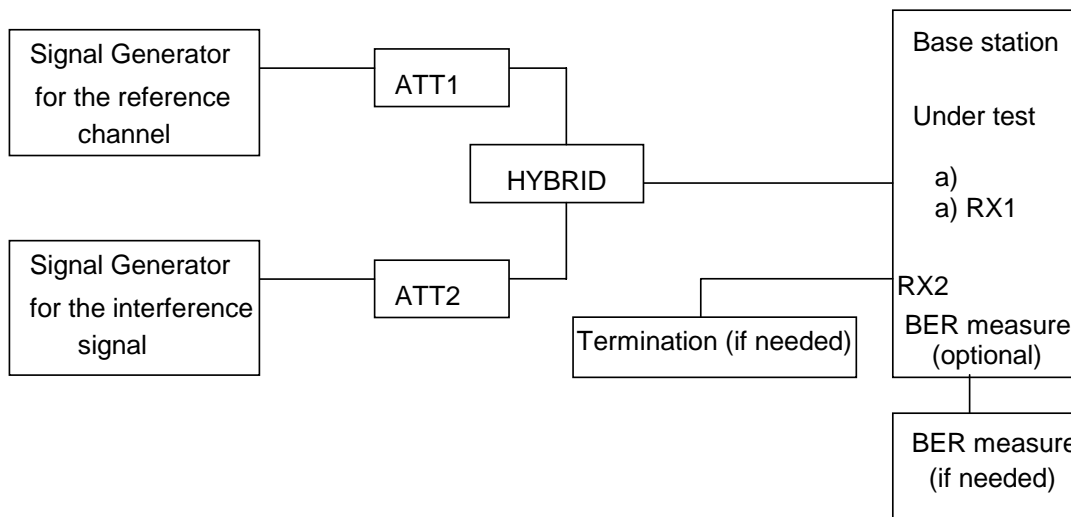 Signal Generator
for the reference
channel
ATT1
HYBRID
Signal Generator
for the interference
signal
ATT2
Termination (if needed)
Base station
Under test
a)
a) RX1
RX2
BER measure
(optional)
BER measure
(if needed)